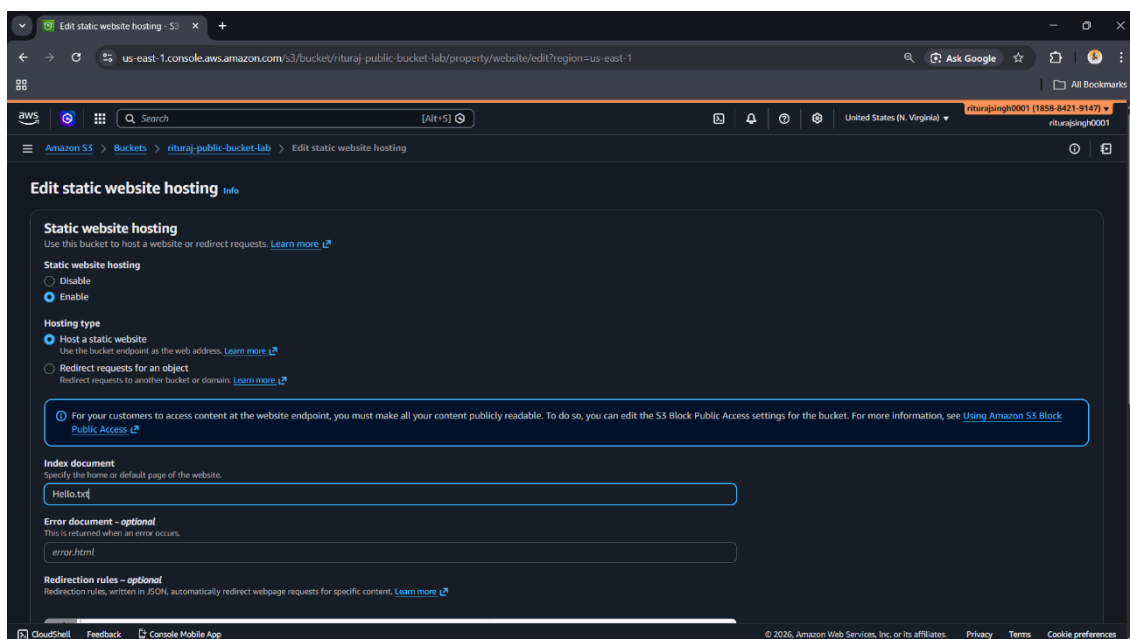 Edit static website hosting - S3
us-east-1.console.aws.amazon.com/s3/bucket/rituraj-public-bucket-lab/property/website/edit?region=us-east-1
Ask Google
All Bookmarks
aws
Search
[Alt+S]
United States (N. Virginia)
riturajsingh0001 (1858-8421-9147)
riturajsingh0001
Amazon S3 > Buckets > rituraj-public-bucket-lab > Edit static website hosting
Edit static website hosting Info
Static website hosting
Use this bucket to host a website or redirect requests. Learn more
Static website hosting
Disable
Enable
Hosting type
Host a static website
Use the bucket endpoint as the web address. Learn more
Redirect requests for an object
Redirect requests to another bucket or domain. Learn more
For your customers to access content at the website endpoint, you must make all your content publicly readable. To do so, you can edit the S3 Block Public Access settings for the bucket. For more information, see Using Amazon S3 Block
Public Access
Index document
Specify the home or default page of the website.
Hello.txt
Error document – optional
This is returned when an error occurs.
error.html
Redirection rules – optional
Redirection rules, written in JSON, automatically redirect webpage requests for specific content. Learn more
CloudShell Feedback Console Mobile App © 2026, Amazon Web Services, Inc. or its affiliates. Privacy Terms Cookie preferences